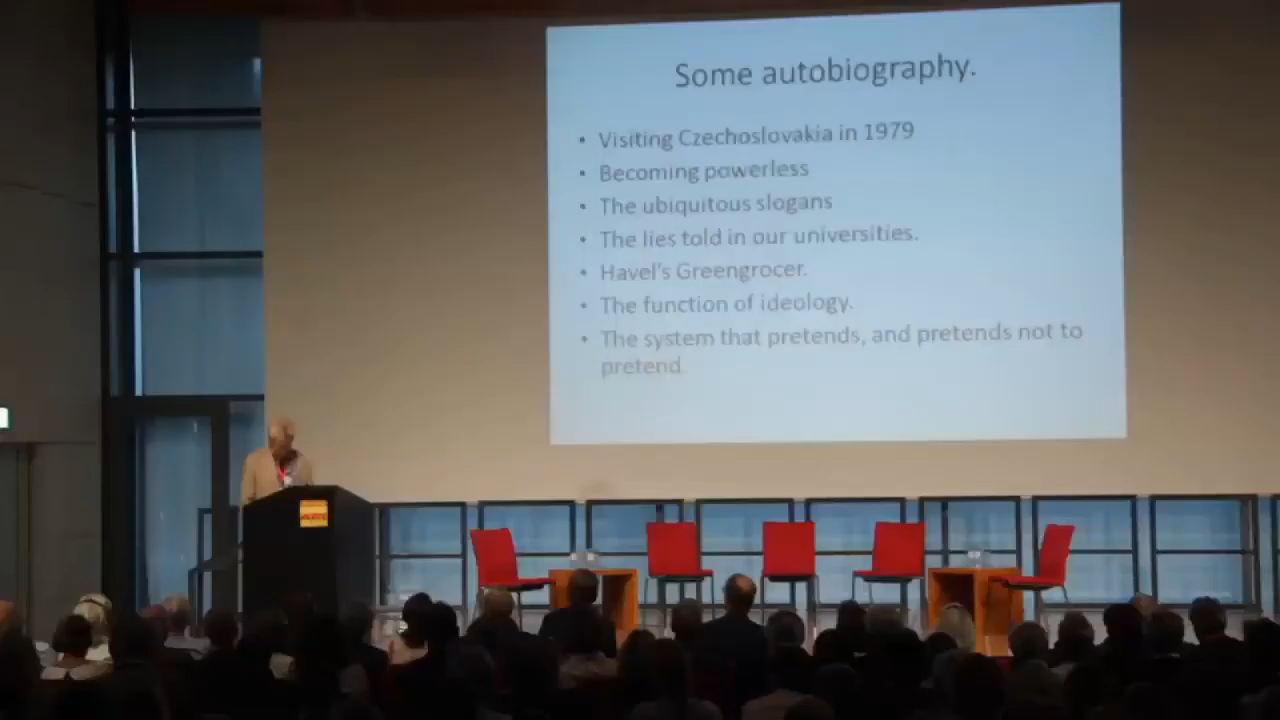 Some autobiography.
• Visiting Czechoslovakia in 1979
• Becoming powerless
• The ubiquitous slogans
• The lies told in our universities.
• Havel's Greengrocer.
• The function of ideology.
• The system that pretends, and pretends not to
pretend.